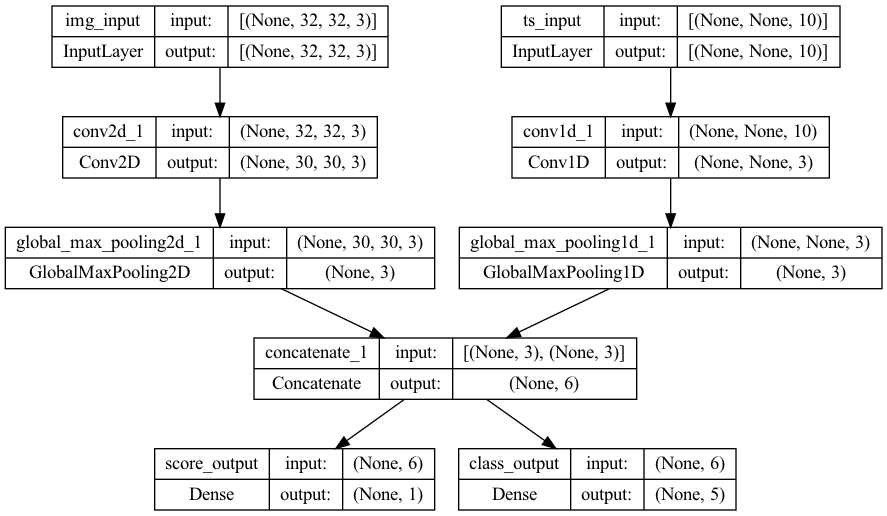 img_input input: [(None, 32, 32, 3)]
InputLayer output: [(None, 32, 32, 3)]
ts_input input: [(None, None, 10)]
InputLayer output: [(None, None, 10)]
conv2d_1 input: (None, 32, 32, 3)
Conv2D output: (None, 30, 30, 3)
conv1d_1 input: (None, None, 10)
Conv1D output: (None, None, 3)
global_max_pooling2d_1 input: (None, 30, 30, 3)
GlobalMaxPooling2D output: (None, 3)
global_max_pooling1d_1 input: (None, None, 3)
GlobalMaxPooling1D output: (None, 3)
concatenate_1 input: [(None, 3), (None, 3)]
Concatenate output: (None, 6)
score_output input: (None, 6)
Dense output: (None, 1)
class_output input: (None, 6)
Dense output: (None, 5)